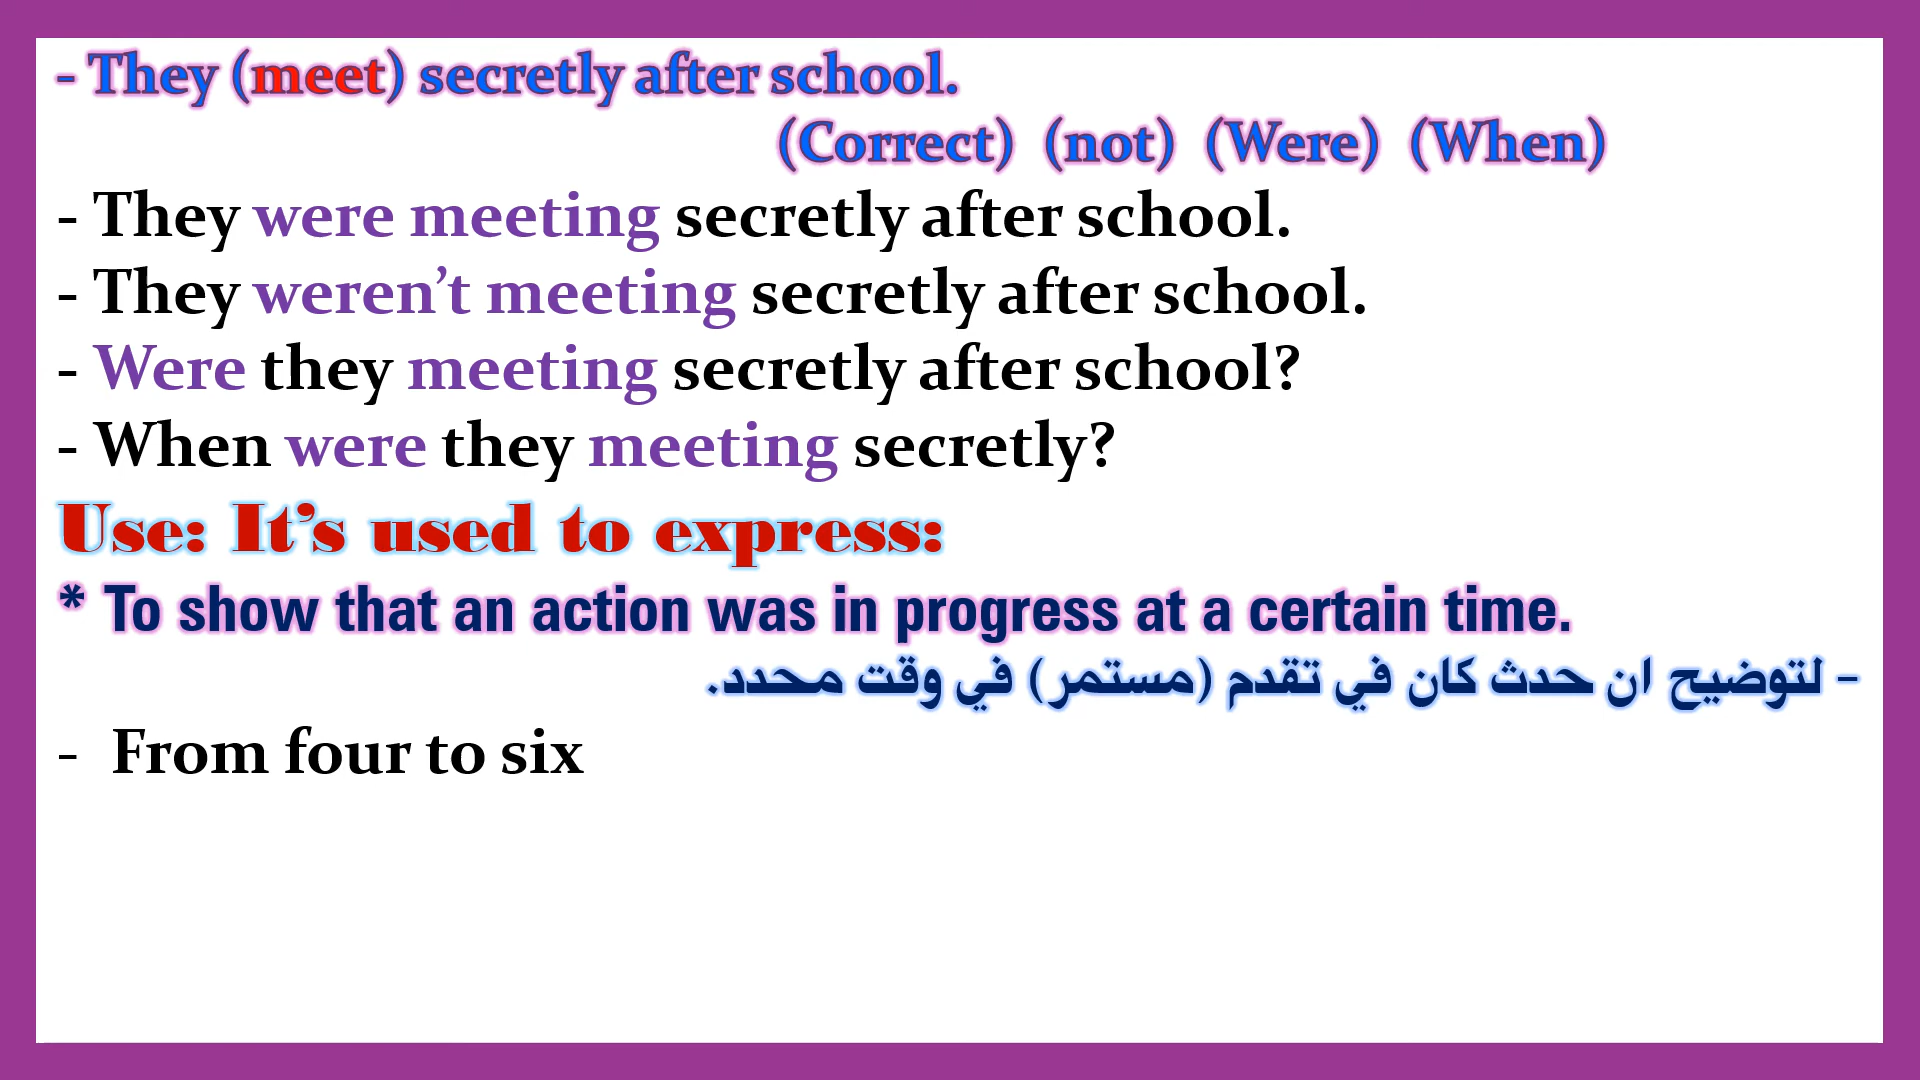 - They (meet) secretly after school.
(Correct) (not) (Were) (When)
- They were meeting secretly after school.
- They weren’t meeting secretly after school.
- Were they meeting secretly after school?
- When were they meeting secretly?
Use: It’s used to express:
* To show that an action was in progress at a certain time.
- لتوضيح ان حدث كان في تقدم (مستمر) في وقت محدد.
- From four to six